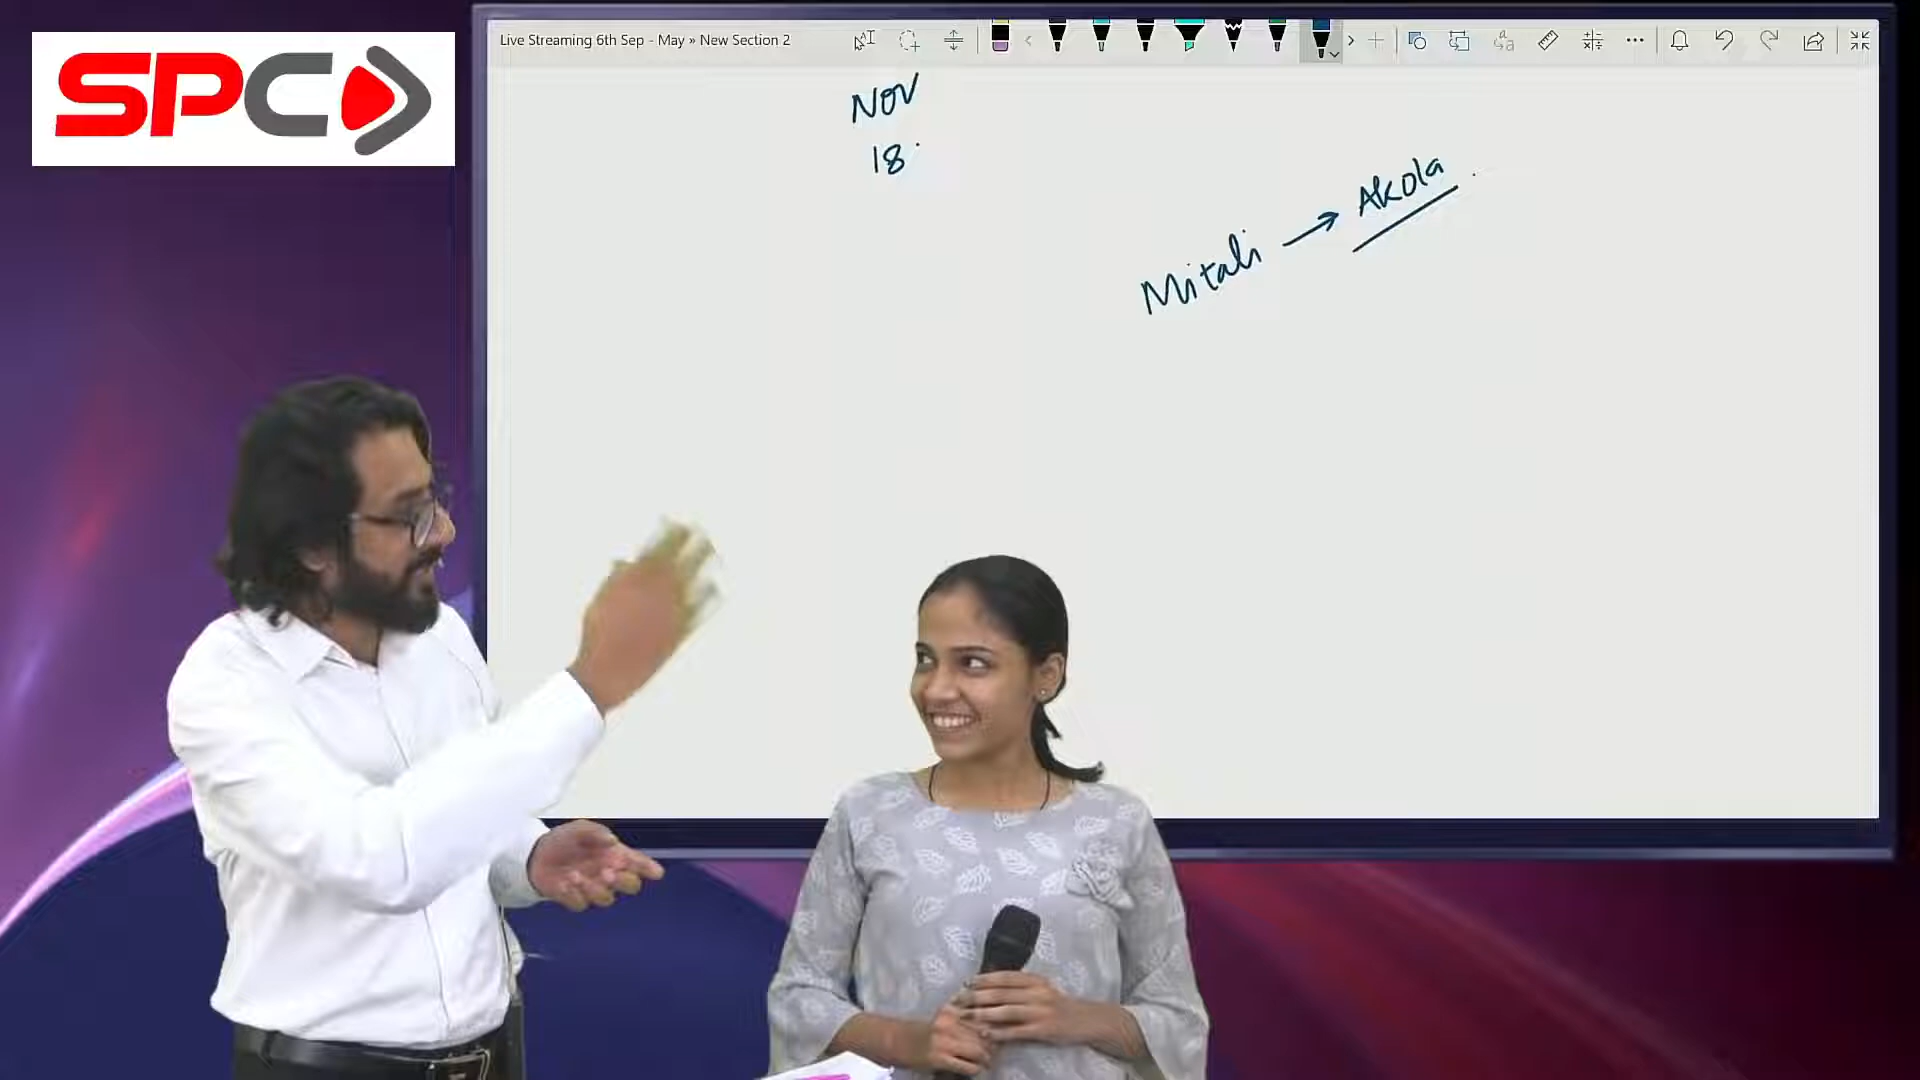 SPC
Live Streaming 6th Sep - May » New Section 2
Nov
18.
Mitali → Akola